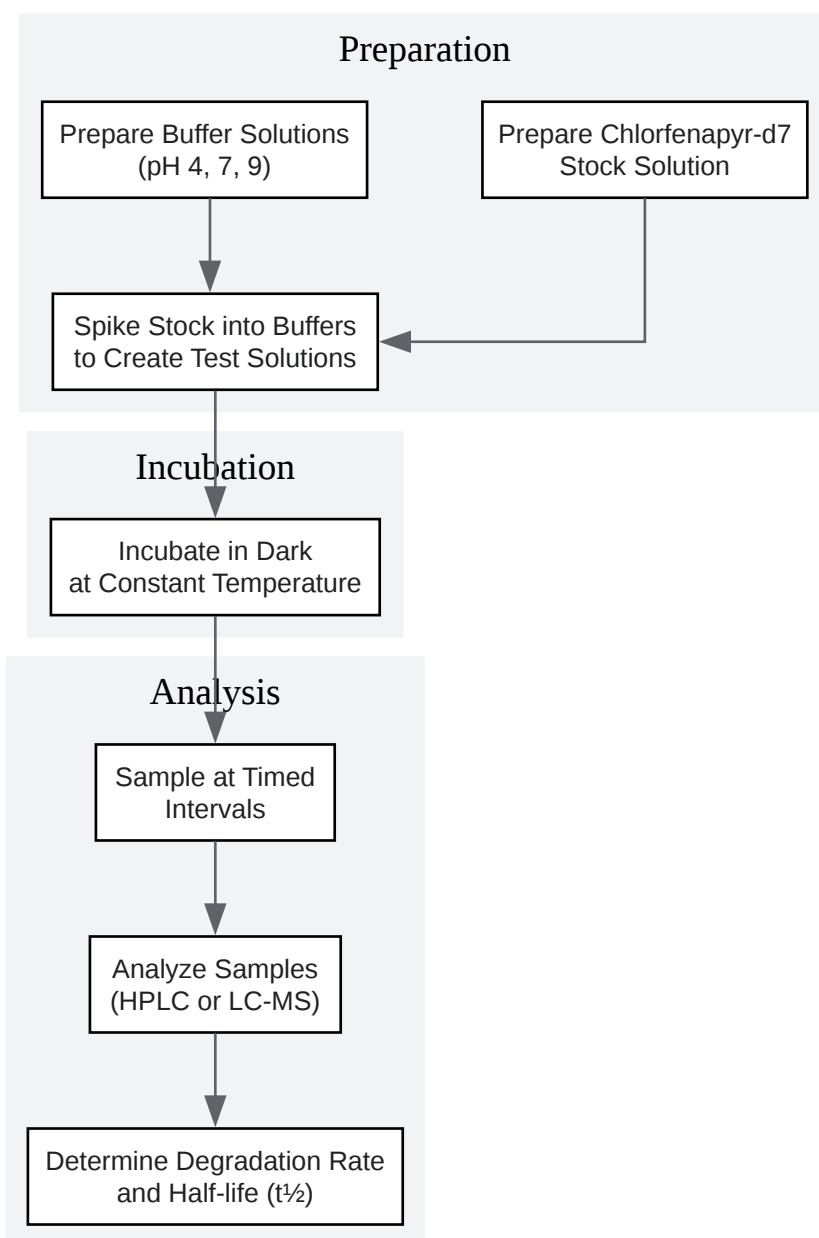 Preparation
Prepare Buffer Solutions
(pH 4, 7, 9)
Prepare Chlorfenapyr-d7
Stock Solution
Spike Stock into Buffers
to Create Test Solutions
Incubation
Incubate in Dark
at Constant Temperature
Analysis
Sample at Timed
Intervals
Analyze Samples
(HPLC or LC-MS)
Determine Degradation Rate
and Half-life (t½)